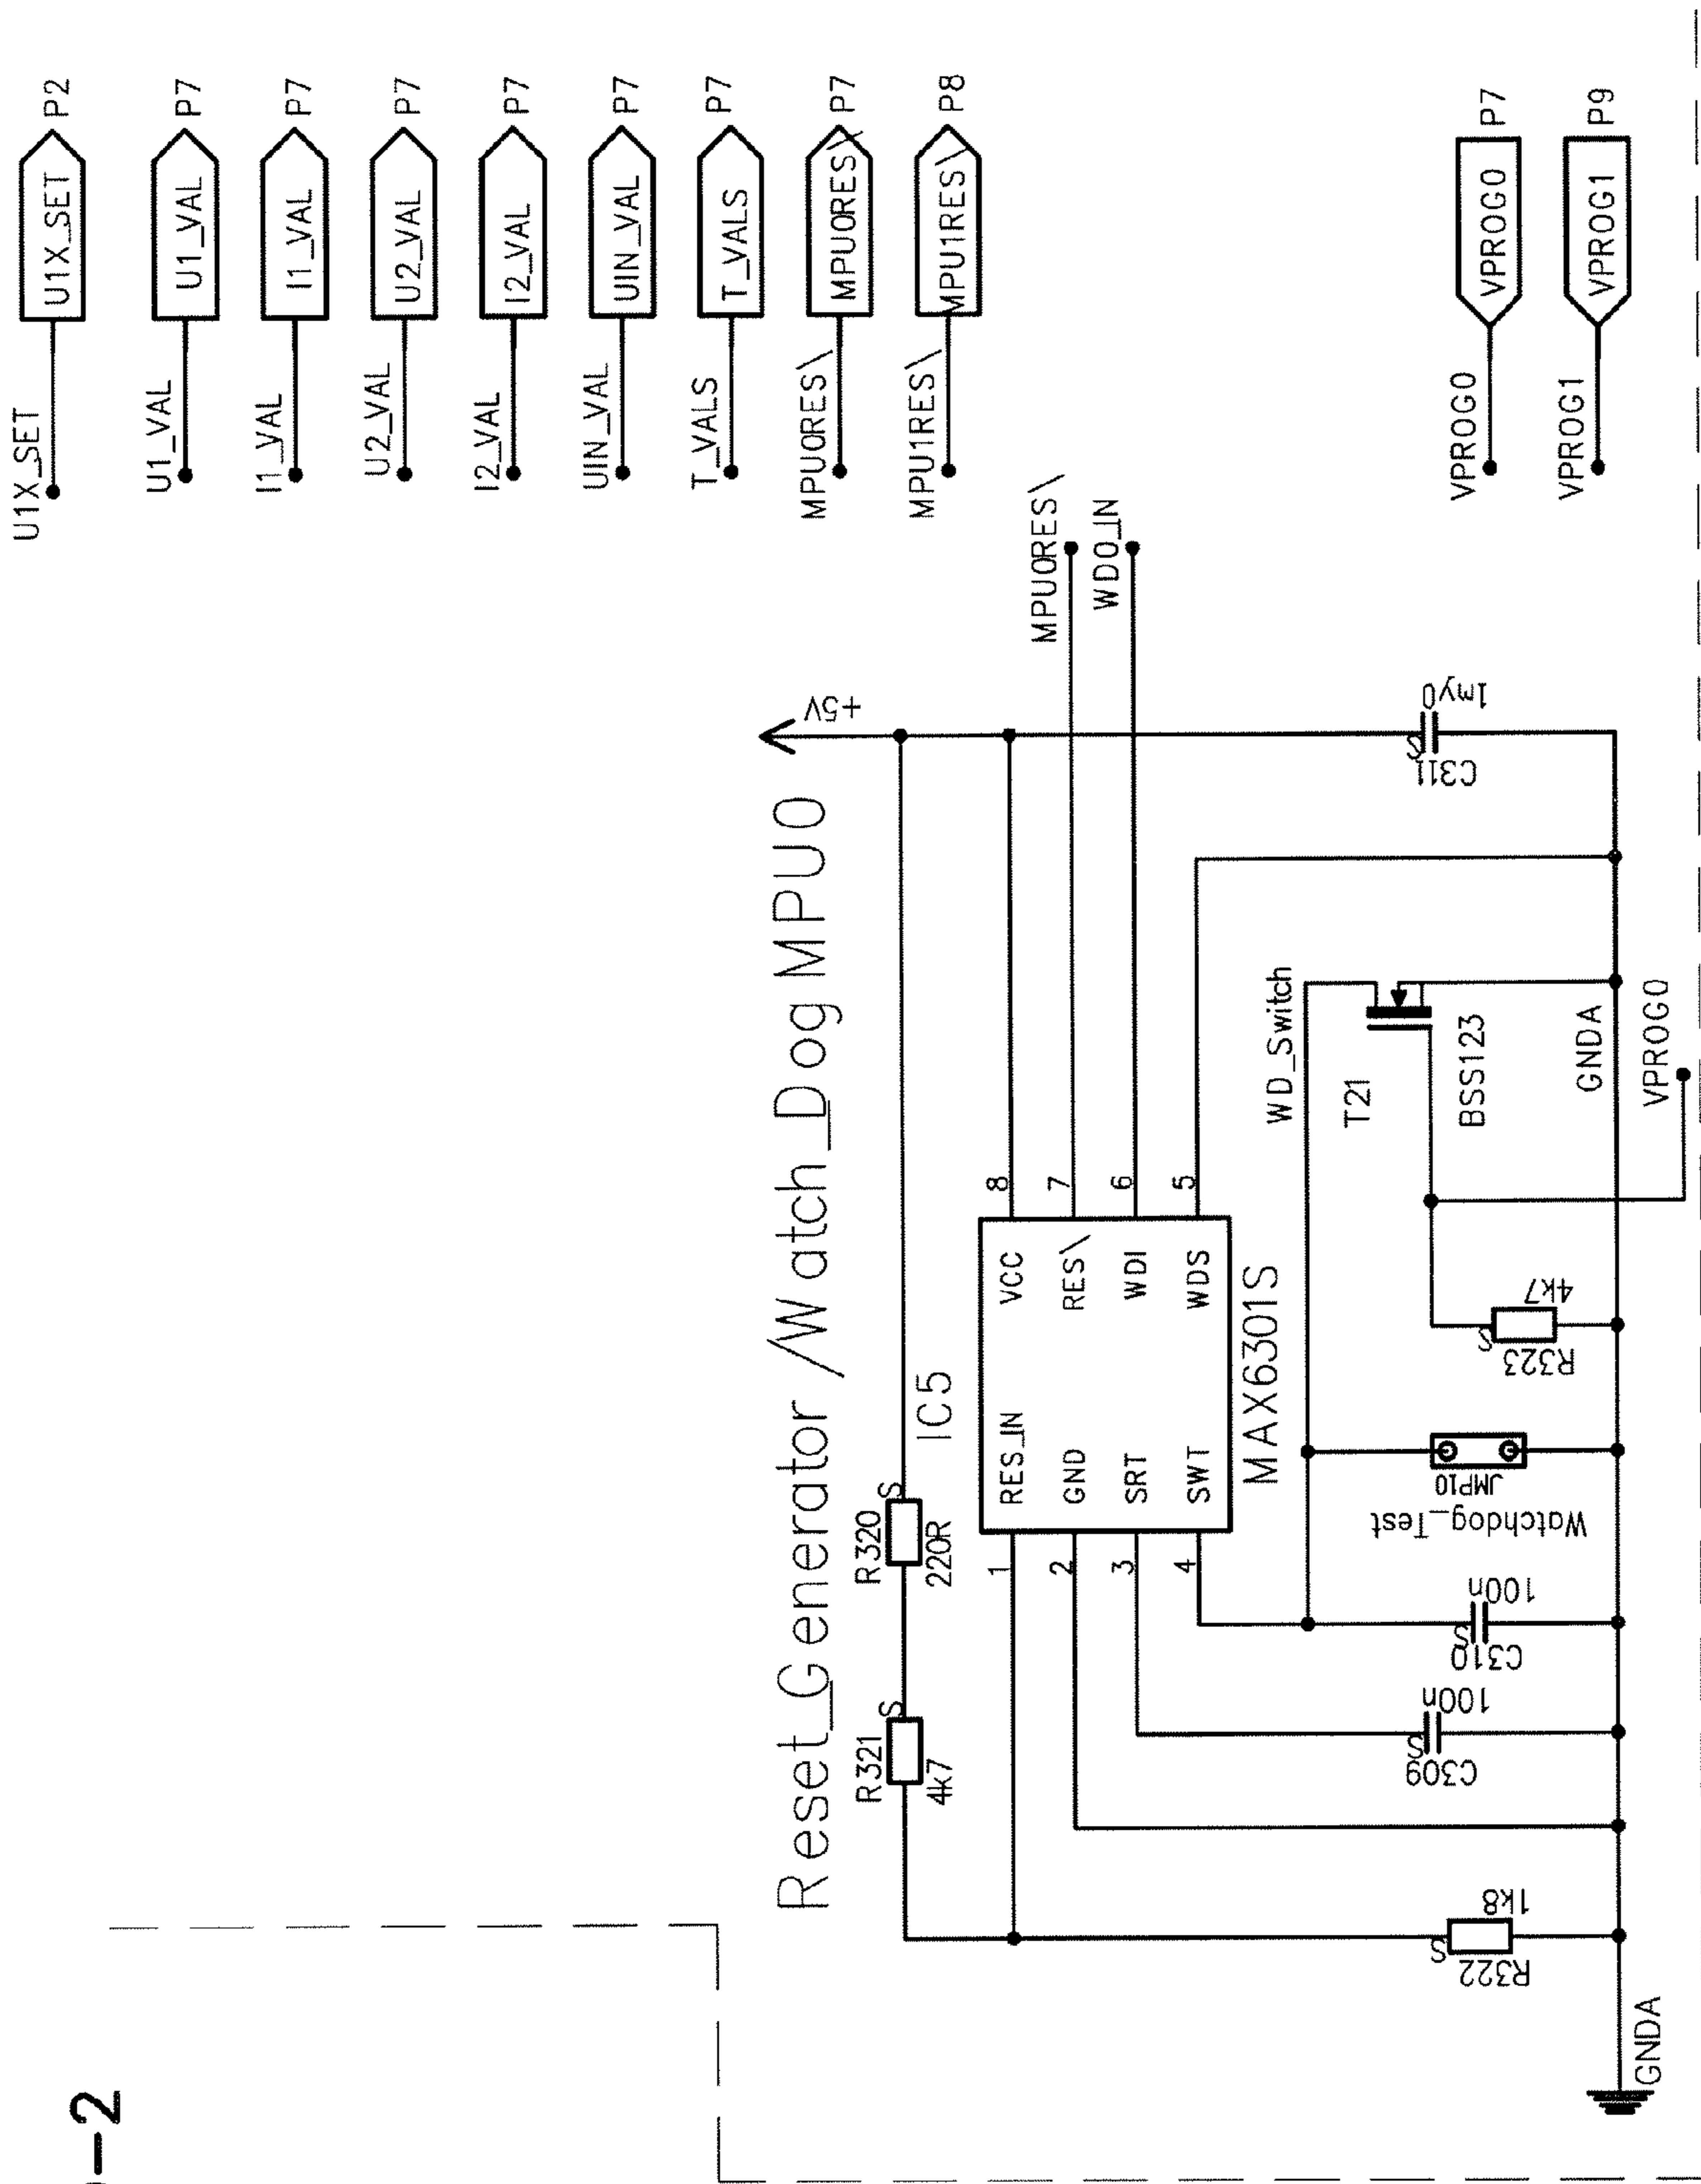 U1X_SET
U1X_SET
P2
U1_VAL
U1_VAL
P7
I1_VAL
I1_VAL
P7
U2_VAL
U2_VAL
P7
I2_VAL
I2_VAL
P7
UIN_VAL
UIN_VAL
P7
T_VALS
T_VALS
P7
MPU0RES\
MPU0RES\
P7
MPU1RES\
MPU1RES\
P8
VPROG0
VPROG0
P7
VPROG1
VPROG1
P9
-2
Reset_Generator /Watch_Dog MPU0
+5V
R321
4k7
S
R320
220R
S
IC5
1
RES_IN
VCC
8
2
GND
RES\
7
MPU0RES\
3
SRT
WDI
6
WD0_IN
4
SWT
WDS
5
MAX6301S
WD_Switch
T21
BSS123
S
C311
1my0
S
R322
1k8
S
C309
100n
S
C310
100n
Watchdog_Test
JMP10
S
R323
4k7
GNDA
VPROG0
GNDA